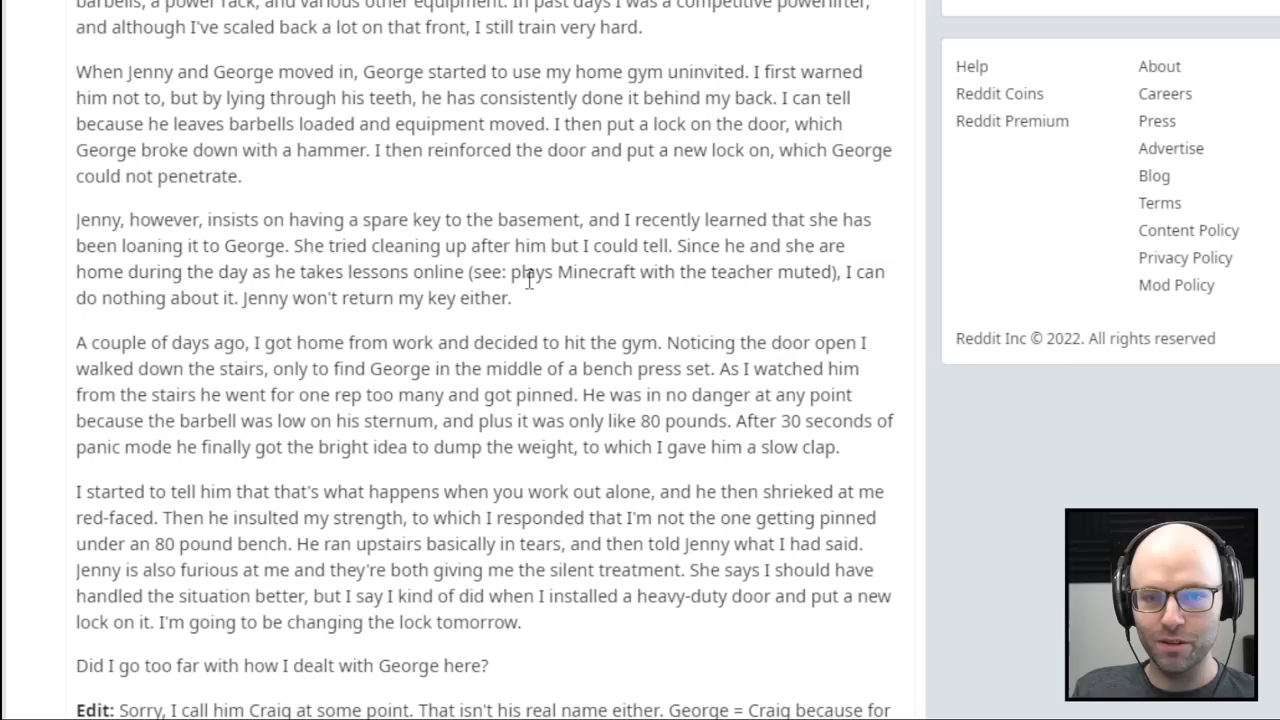 barbells, a power rack, and various other equipment. In past days I was a competitive powerlifter,
and although I've scaled back a lot on that front, I still train very hard.
When Jenny and George moved in, George started to use my home gym uninvited. I first warned
him not to, but by lying through his teeth, he has consistently done it behind my back. I can tell
because he leaves barbells loaded and equipment moved. I then put a lock on the door, which
George broke down with a hammer. I then reinforced the door and put a new lock on, which George
could not penetrate.
Jenny, however, insists on having a spare key to the basement, and I recently learned that she has
been loaning it to George. She tried cleaning up after him but I could tell. Since he and she are
home during the day as he takes lessons online (see: plays Minecraft with the teacher muted), I can
do nothing about it. Jenny won't return my key either.
A couple of days ago, I got home from work and decided to hit the gym. Noticing the door open I
walked down the stairs, only to find George in the middle of a bench press set. As I watched him
from the stairs he went for one rep too many and got pinned. He was in no danger at any point
because the barbell was low on his sternum, and plus it was only like 80 pounds. After 30 seconds of
panic mode he finally got the bright idea to dump the weight, to which I gave him a slow clap.
I started to tell him that that's what happens when you work out alone, and he then shrieked at me
red-faced. Then he insulted my strength, to which I responded that I'm not the one getting pinned
under an 80 pound bench. He ran upstairs basically in tears, and then told Jenny what I had said.
Jenny is also furious at me and they're both giving me the silent treatment. She says I should have
handled the situation better, but I say I kind of did when I installed a heavy-duty door and put a new
lock on it. I'm going to be changing the lock tomorrow.
Did I go too far with how I dealt with George here?
Edit: Sorry, I call him Craig at some point. That isn't his real name either. George = Craig because for
Help
Reddit Coins
Reddit Premium
About
Careers
Press
Advertise
Blog
Terms
Content Policy
Privacy Policy
Mod Policy
Reddit Inc © 2022. All rights reserved